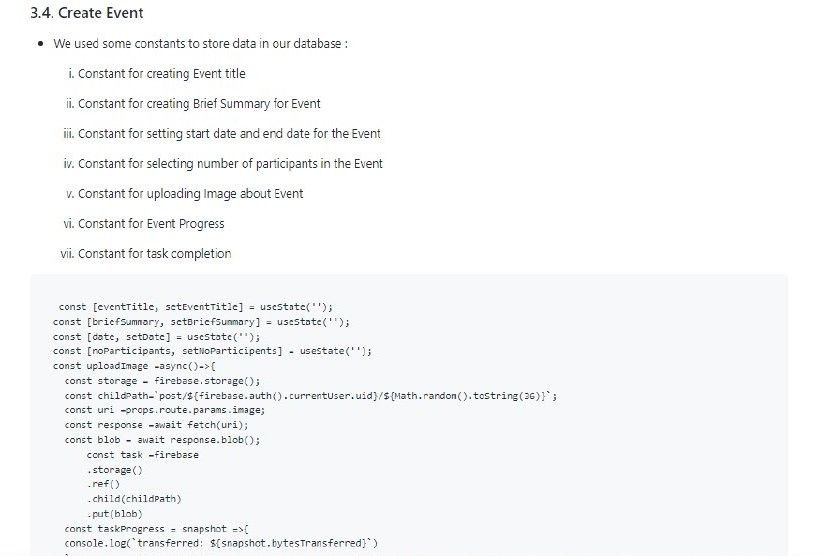 3.4. Create Event
• We used some constants to store data in our database :
i. Constant for creating Event title
ii. Constant for creating Brief Summary for Event
iii. Constant for setting start date and end date for the Event
iv. Constant for selecting number of participants in the Event
v. Constant for uploading Image about Event
vi. Constant for Event Progress
vii. Constant for task completion
const [eventTitle, setEventTitle] = useState('');
const [briefSummary, setBriefSummary] = useState('');
const [date, setDate] = useState('');
const [noParticipants, setNoParticipents] = useState('');
const uploadImage =async()=>{
const storage = firebase.storage();
const childPath=`post/${firebase.auth().currentUser.uid}/${Math.random().toString(36)}`;
const uri =props.route.params.image;
const response =await fetch(uri);
const blob = await response.blob();
const task =firebase
.storage()
.ref()
.child(childPath)
.put(blob)
const taskProgress = snapshot =>{
console.log(`transferred: ${snapshot.bytesTransferred}`)